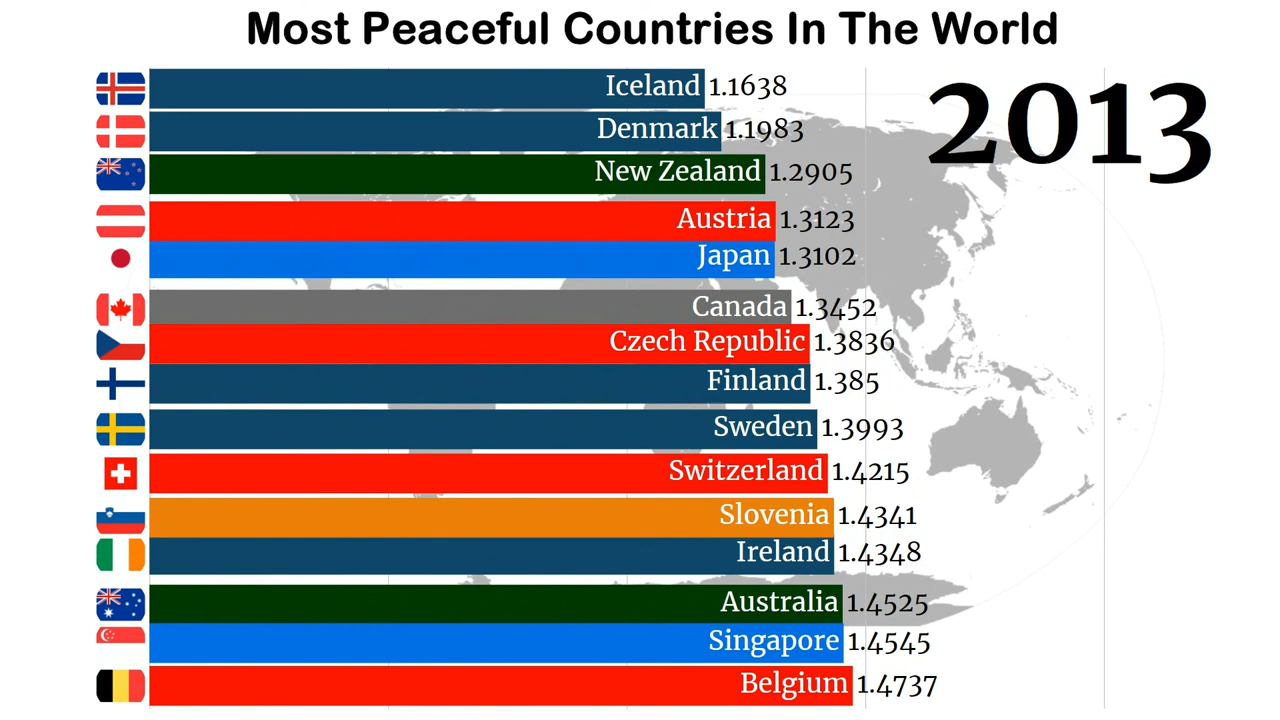 Most Peaceful Countries In The World
2013
Iceland 1.1638
Denmark 1.1983
New Zealand 1.2905
Austria 1.3123
Japan 1.3102
Canada 1.3452
Czech Republic 1.3836
Finland 1.385
Sweden 1.3993
Switzerland 1.4215
Slovenia 1.4341
Ireland 1.4348
Australia 1.4525
Singapore 1.4545
Belgium 1.4737